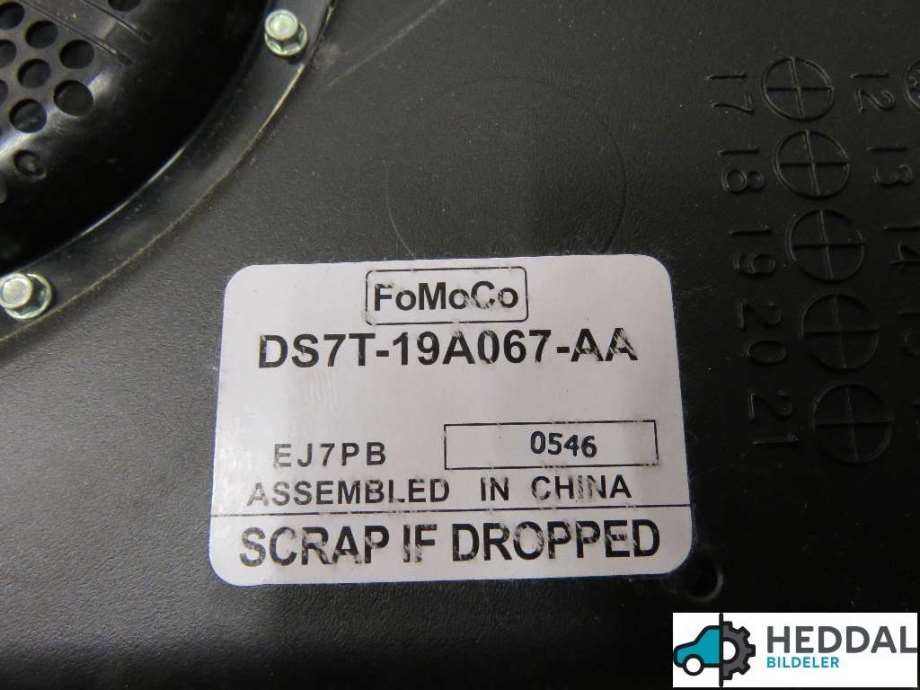 FoMoCo
DS7T-19A067-AA
EJ7PB 0546
ASSEMBLED IN CHINA
SCRAP IF DROPPED
17 18 19 20 21
12 13 14
HEDDAL
BILDELER